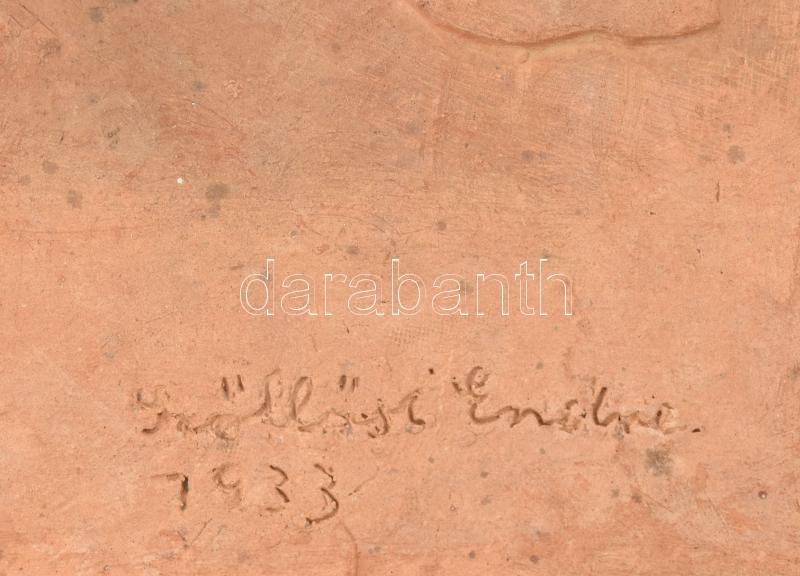 darabanth
Szöllősi Endre.
1933